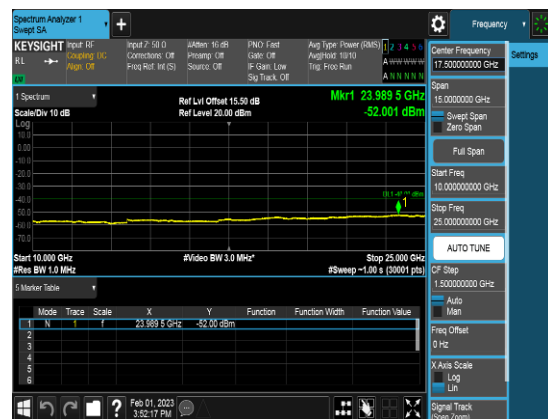 Spectrum Analyzer 1
Swept SA
Frequency
KEYSIGHT
RL
Input: RF
Coupling: DC
Align: Off
Input Z: 50 Ω
Corrections: Off
Freq Ref: Int (S)
#Atten: 16 dB
Preamp: Off
Source: Off
PNO: Fast
Gate: Off
IF Gain: Low
Sig Track: Off
Avg Type: Power (RMS)
Avg|Hold: 10/10
Trig: Free Run
1 2 3 4 5 6
A W W W W W
A N N N N N
1 Spectrum
Scale/Div 10 dB
Log
Ref Lvl Offset 15.50 dB
Ref Level 20.00 dBm
Mkr1 23.989 5 GHz
-52.001 dBm
10.0
0.00
-10.0
-20.0
-30.0
-40.0
-50.0
-60.0
-70.0
1
Start 10.000 GHz
#Res BW 1.0 MHz
#Video BW 3.0 MHz*
Stop 25.000 GHz
#Sweep ~1.00 s (30001 pts)
5 Marker Table
Mode Trace Scale X Y Function Function Width Function Value
1 N 1 f 23.989 5 GHz -52.00 dBm
2
3
4
5
6
Feb 01, 2023
3:52:17 PM
Center Frequency
17.500000000 GHz
Settings
Span
15.0000000 GHz
Swept Span
Zero Span
Full Span
Start Freq
10.000000000 GHz
Stop Freq
25.000000000 GHz
AUTO TUNE
CF Step
1.500000000 GHz
Auto
Man
Freq Offset
0 Hz
X Axis Scale
Log
Lin
Signal Track
(Span Zoom)